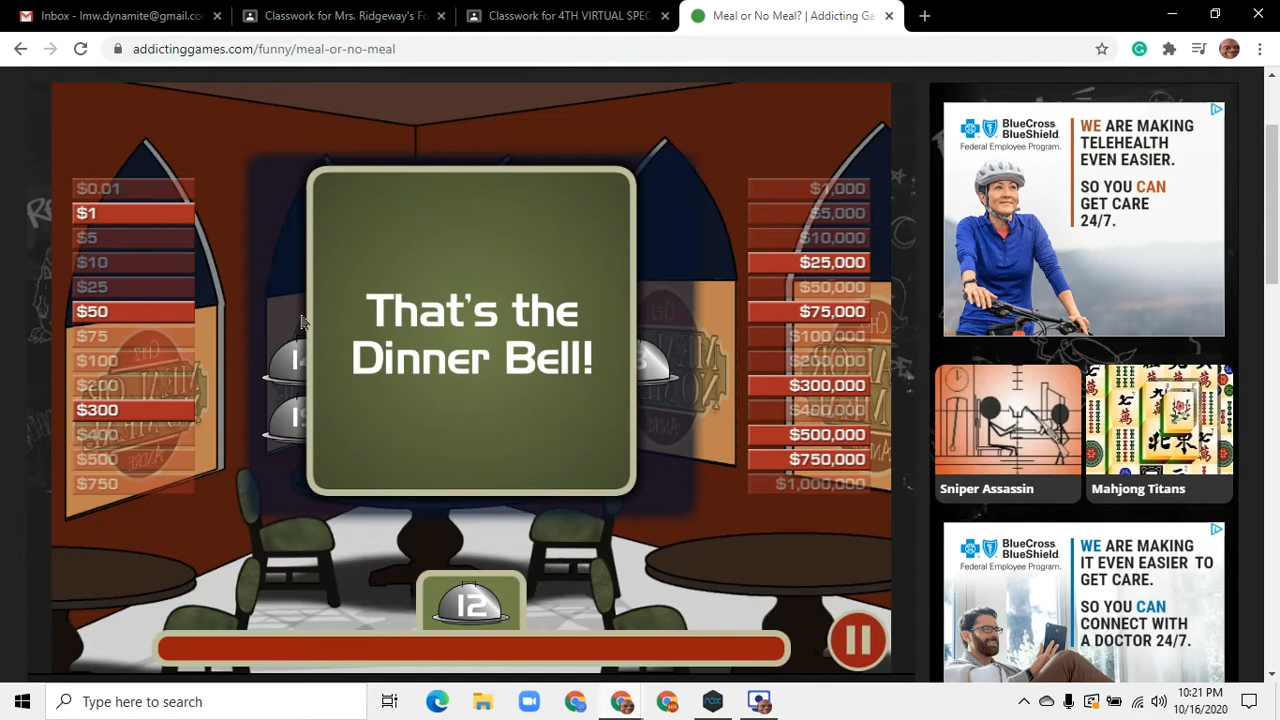 Inbox - lmw.dynamite@gmail.co
Classwork for Mrs. Ridgeway's Fo
Classwork for 4TH VIRTUAL SPEC
Meal or No Meal? | Addicting Ga
addictinggames.com/funny/meal-or-no-meal
$0.01
$1
$5
$10
$25
$50
$75
$100
$200
$300
$400
$500
$750
That's the
Dinner Bell!
$1,000
$5,000
$10,000
$25,000
$50,000
$75,000
$100,000
$200,000
$300,000
$400,000
$500,000
$750,000
$1,000,000
12
BlueCross
BlueShield
Federal Employee Program.
WE ARE MAKING
TELEHEALTH
EVEN EASIER.
SO YOU CAN
GET CARE
24/7.
Sniper Assassin
Mahjong Titans
BlueCross
BlueShield
Federal Employee Program.
WE ARE MAKING
IT EVEN EASIER TO
GET CARE.
SO YOU CAN
CONNECT WITH
A DOCTOR 24/7.
Type here to search
10:21 PM
10/16/2020